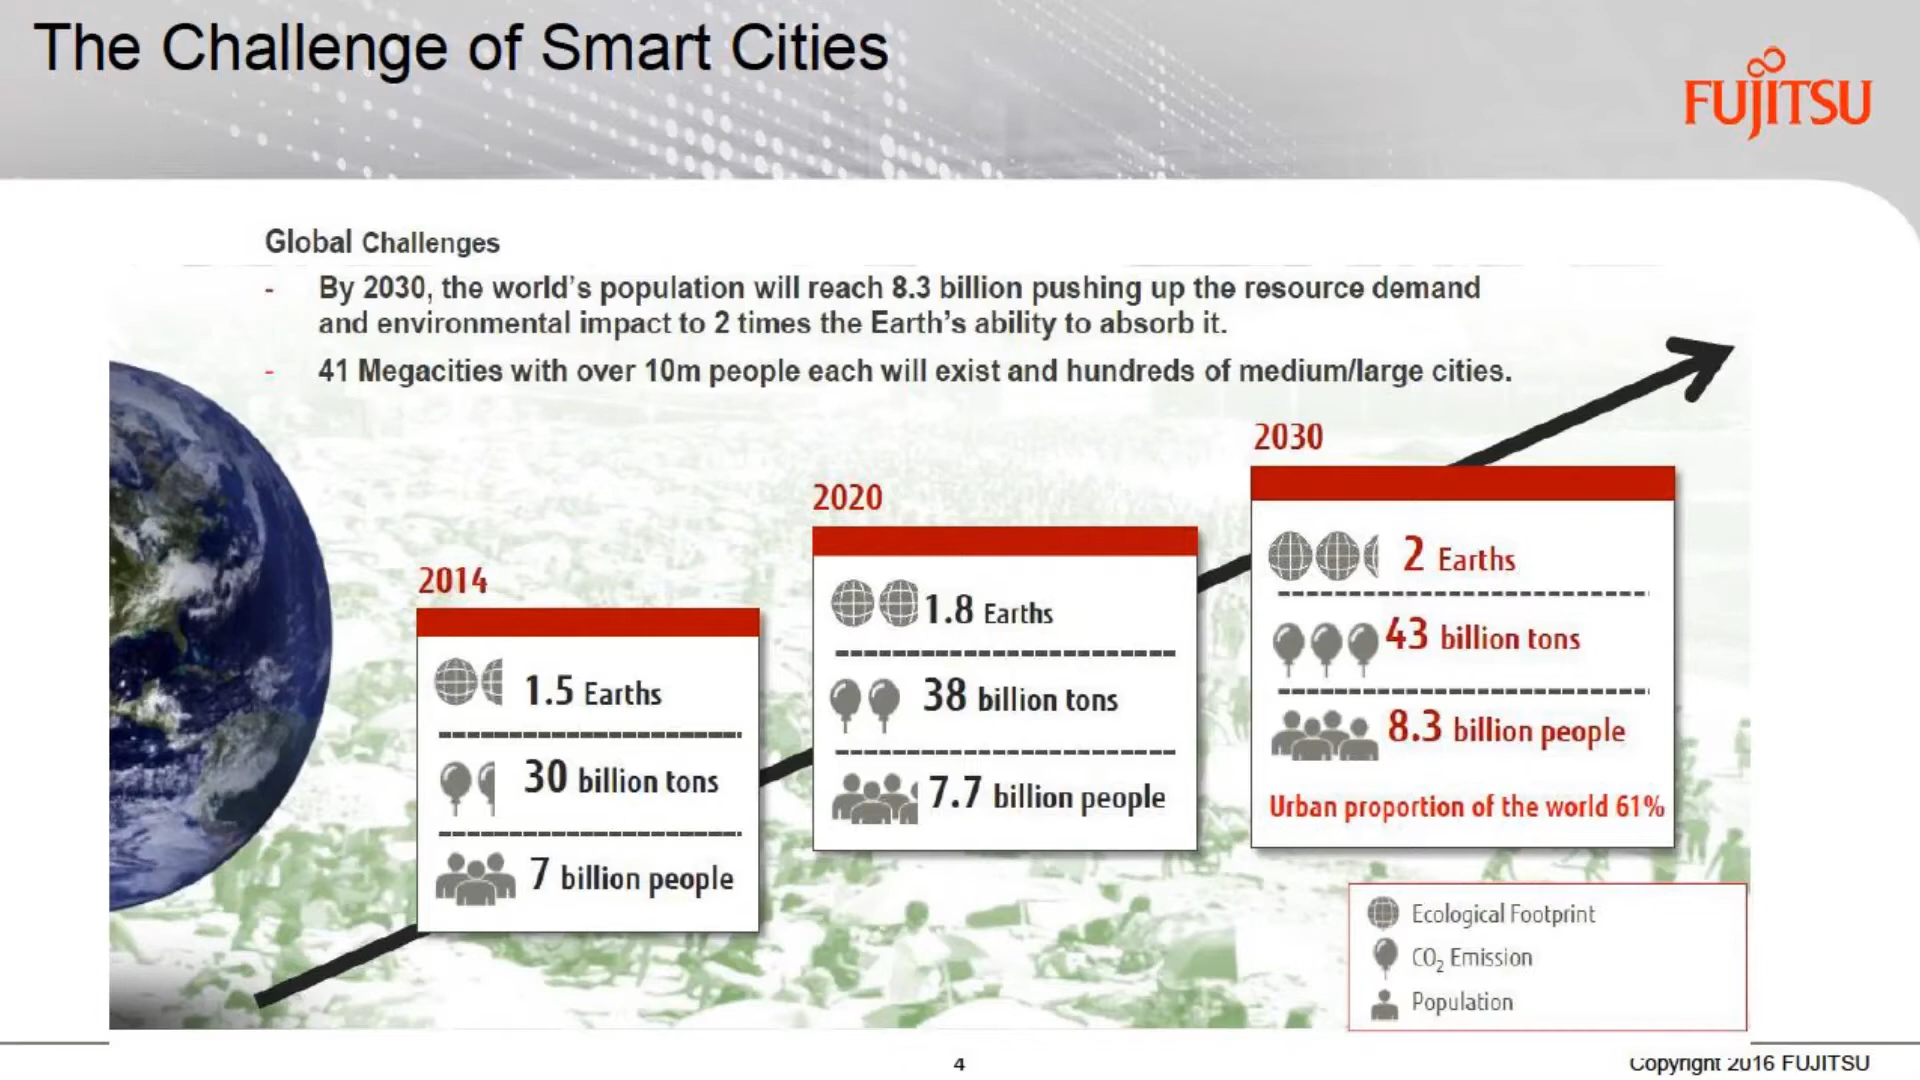 The Challenge of Smart Cities
FUJITSU
Global Challenges
- By 2030, the world's population will reach 8.3 billion pushing up the resource demand
and environmental impact to 2 times the Earth's ability to absorb it.
- 41 Megacities with over 10m people each will exist and hundreds of medium/large cities.
2014
1.5 Earths
30 billion tons
7 billion people
2020
1.8 Earths
38 billion tons
7.7 billion people
2030
2 Earths
43 billion tons
8.3 billion people
Urban proportion of the world 61%
Ecological Footprint
CO₂ Emission
Population
4
Copyright 2016 FUJITSU